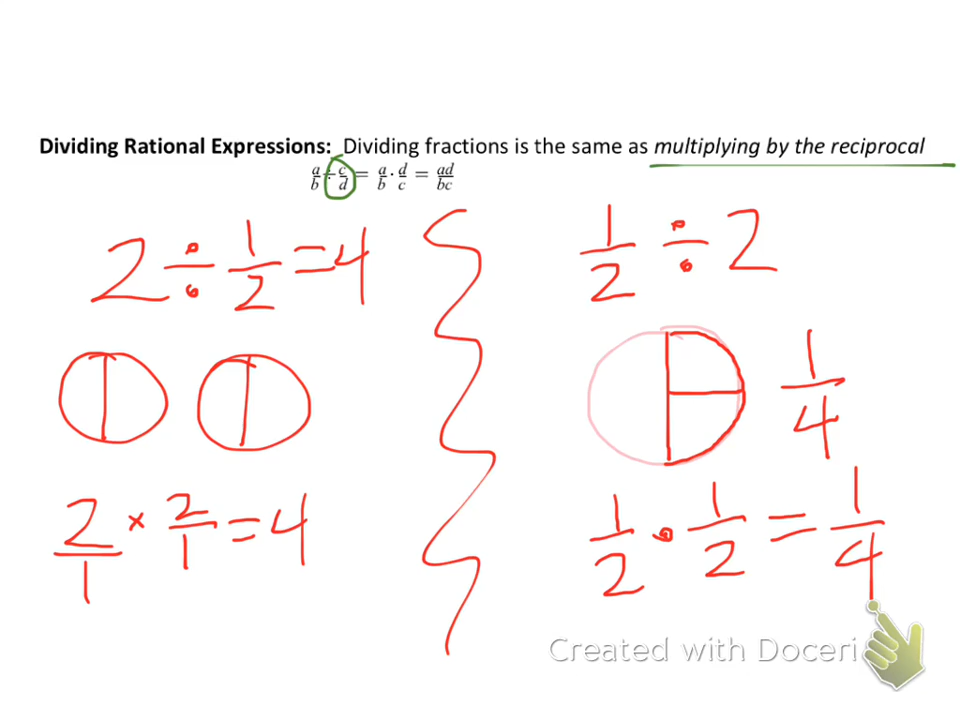 Dividing Rational Expressions: Dividing fractions is the same as multiplying by the reciprocal
a/b ÷ c/d = a/b · d/c = ad/bc
2 ÷ 1/2 = 4
1/2 ÷ 2
1/4
2/1 × 2/1 = 4
1/2 · 1/2 = 1/4
Created with Doceri